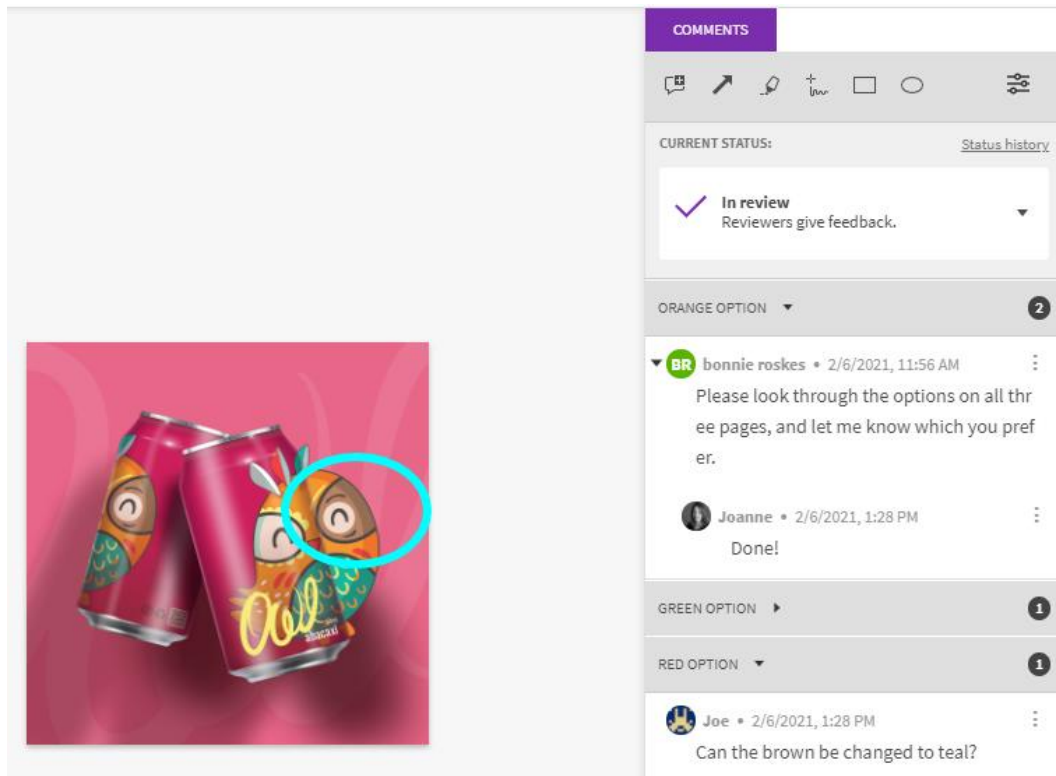 COMMENTS
CURRENT STATUS:
Status history
In review
Reviewers give feedback.
ORANGE OPTION
2
BR bonnie roskes • 2/6/2021, 11:56 AM
Please look through the options on all thr
ee pages, and let me know which you pref
er.
Joanne • 2/6/2021, 1:28 PM
Done!
GREEN OPTION
1
RED OPTION
1
Joe • 2/6/2021, 1:28 PM
Can the brown be changed to teal?
Owl
abacaxi